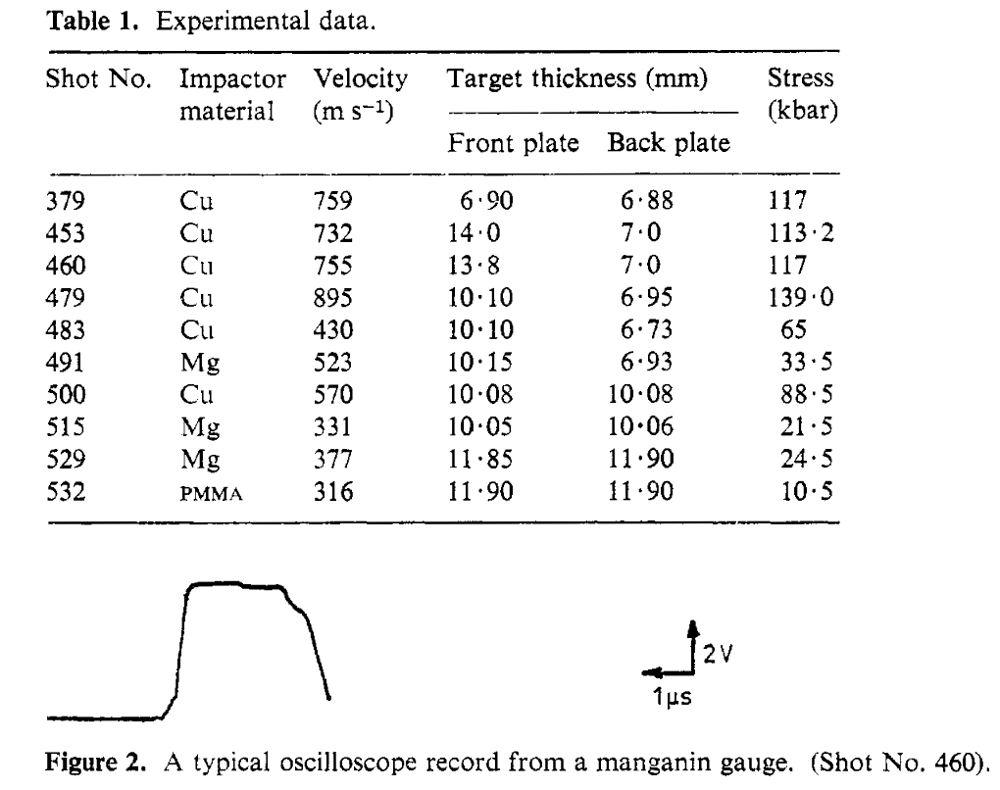 Table 1. Experimental data.
Shot No. Impactor material Velocity (m s⁻¹) Target thickness (mm) Stress (kbar)
Front plate Back plate
379 Cu 759 6·90 6·88 117
453 Cu 732 14·0 7·0 113·2
460 Cu 755 13·8 7·0 117
479 Cu 895 10·10 6·95 139·0
483 Cu 430 10·10 6·73 65
491 Mg 523 10·15 6·93 33·5
500 Cu 570 10·08 10·08 88·5
515 Mg 331 10·05 10·06 21·5
529 Mg 377 11·85 11·90 24·5
532 PMMA 316 11·90 11·90 10·5
2V
1μs
Figure 2. A typical oscilloscope record from a manganin gauge. (Shot No. 460).